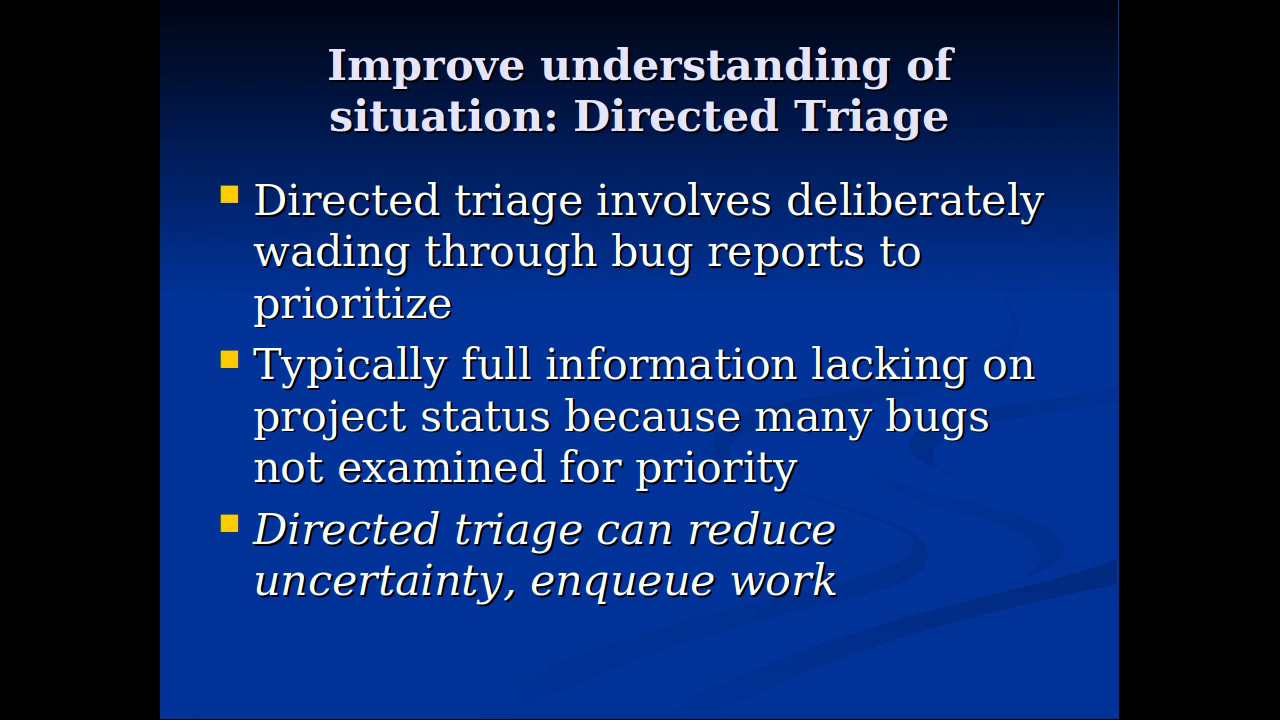 Improve understanding of
situation: Directed Triage
Directed triage involves deliberately
wading through bug reports to
prioritize
Typically full information lacking on
project status because many bugs
not examined for priority
Directed triage can reduce
uncertainty, enqueue work